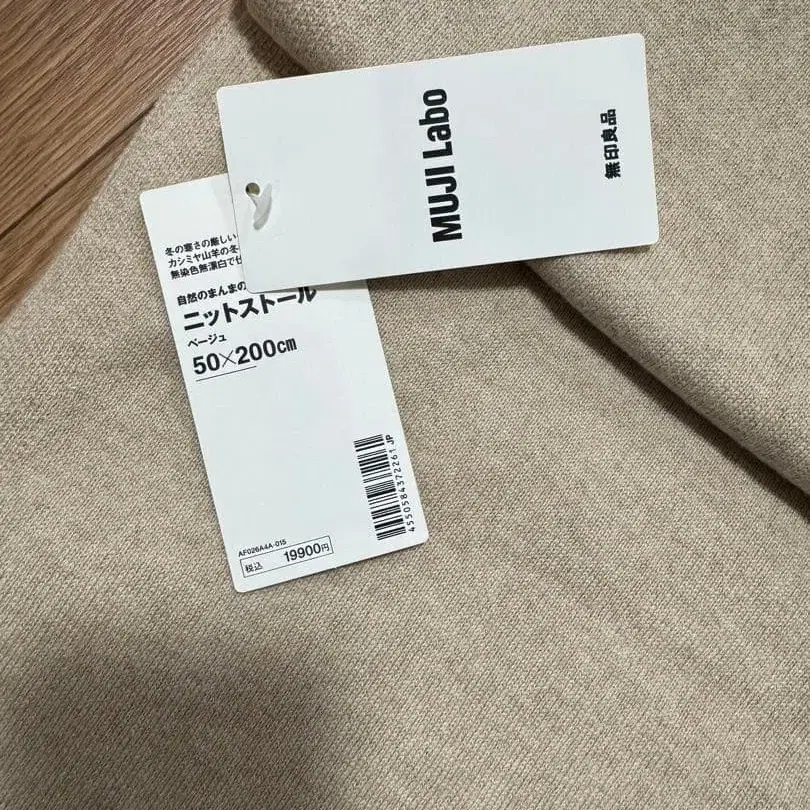 MUJI Labo
無印良品
冬の寒さの厳しい
カシミヤ山羊の冬
無染色無漂白で仕
自然のまんまの
ニットストール
ベージュ
50×200cm
4550584372261 JP
AF026A4A-015
税込 19900円